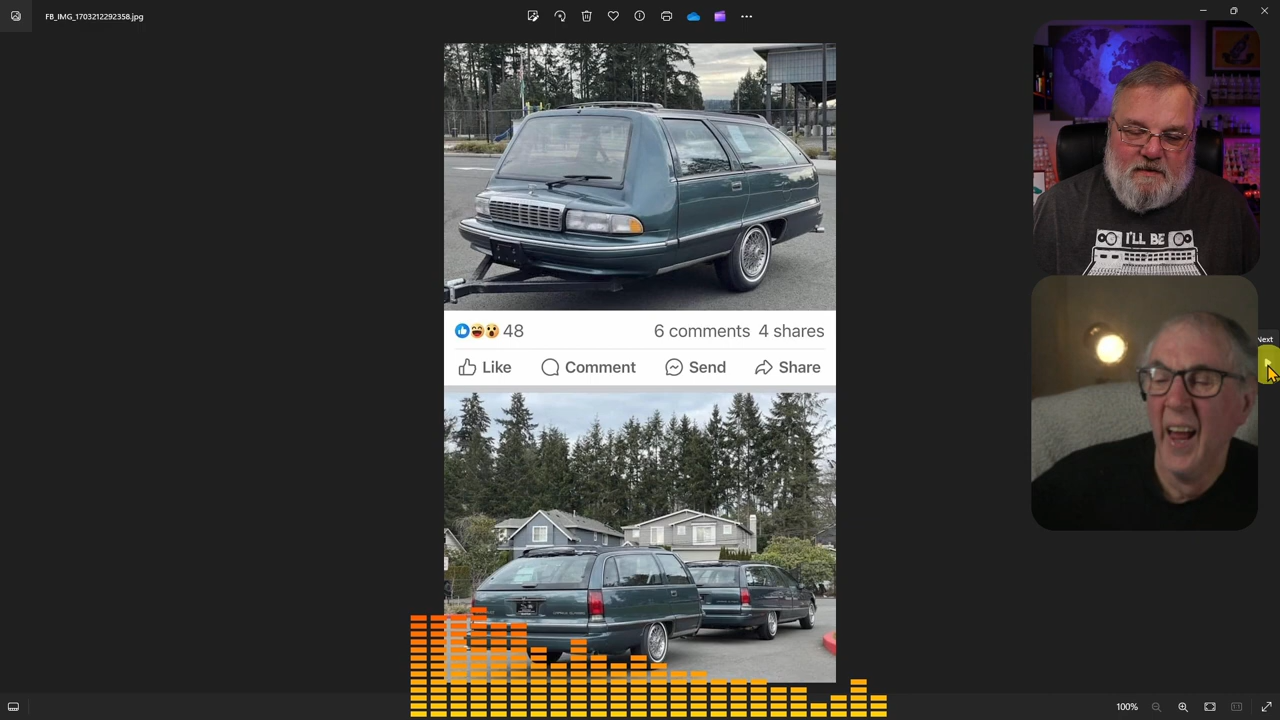 FB_IMG_1703212292358.jpg
I'LL BE
48
6 comments 4 shares
Like
Comment
Send
Share
Next
100%